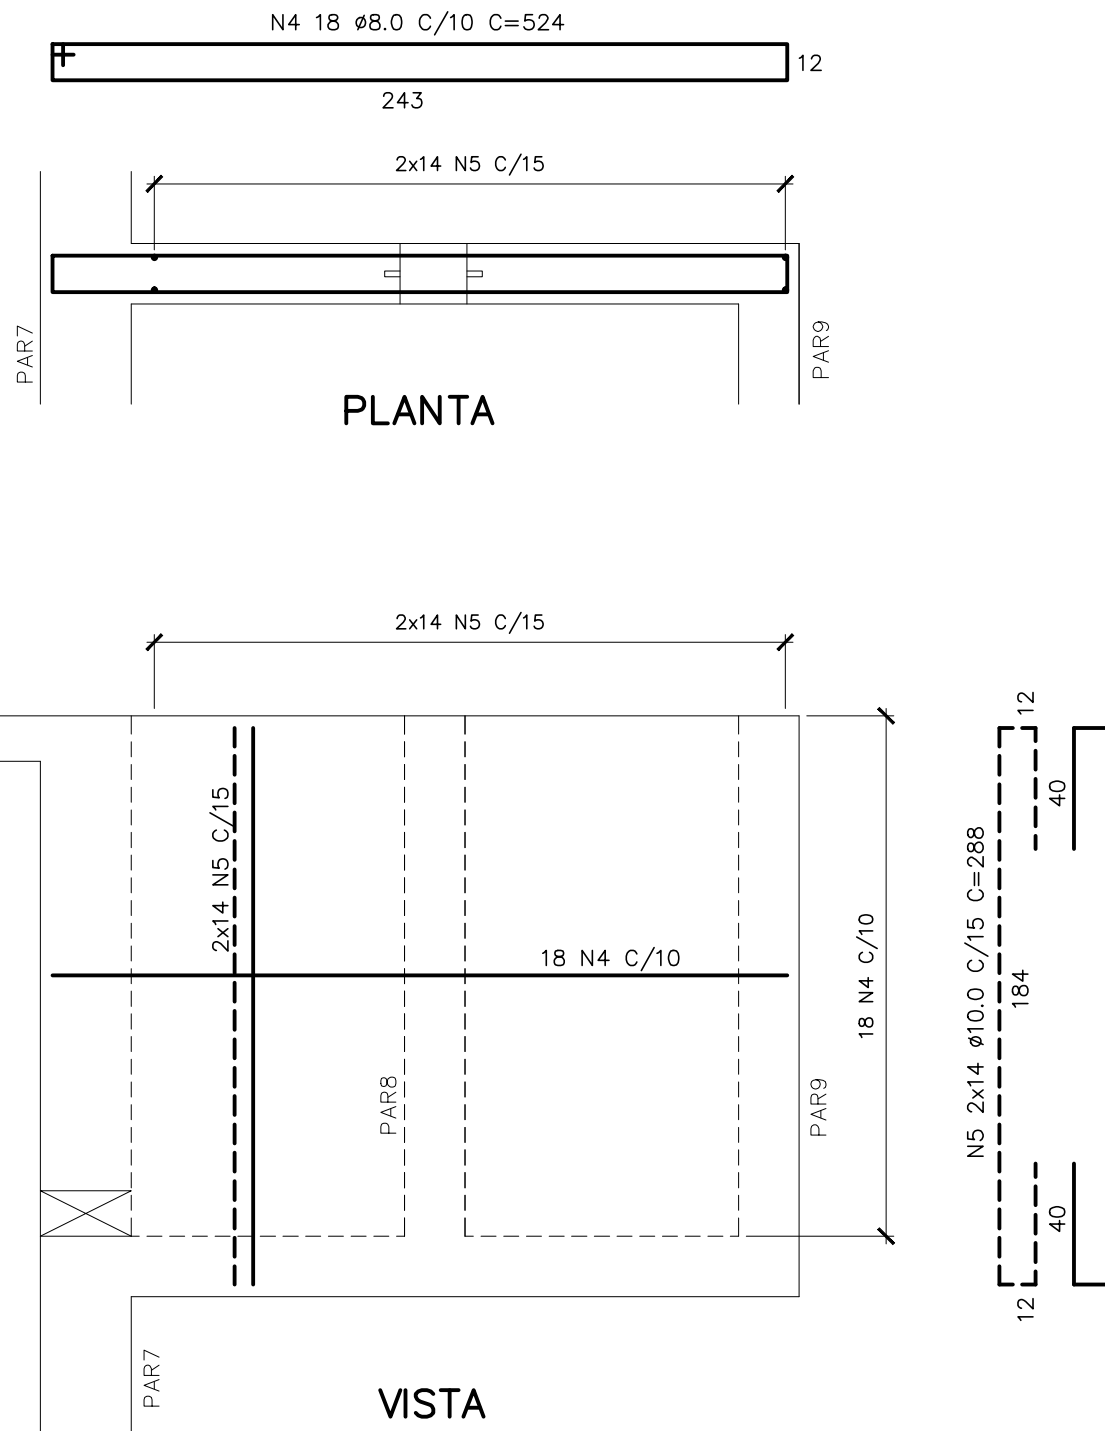 N4 18 ø8.0 C/10 C=524
12
243
2x14 N5 C/15
PAR7
PAR9
PLANTA
2x14 N5 C/15
12
40
2x14 N5 C/15
18 N4 C/10
18 N4 C/10
N5 2x14 ø10.0 C/15 C=288
184
PAR8
PAR9
40
12
PAR7
VISTA